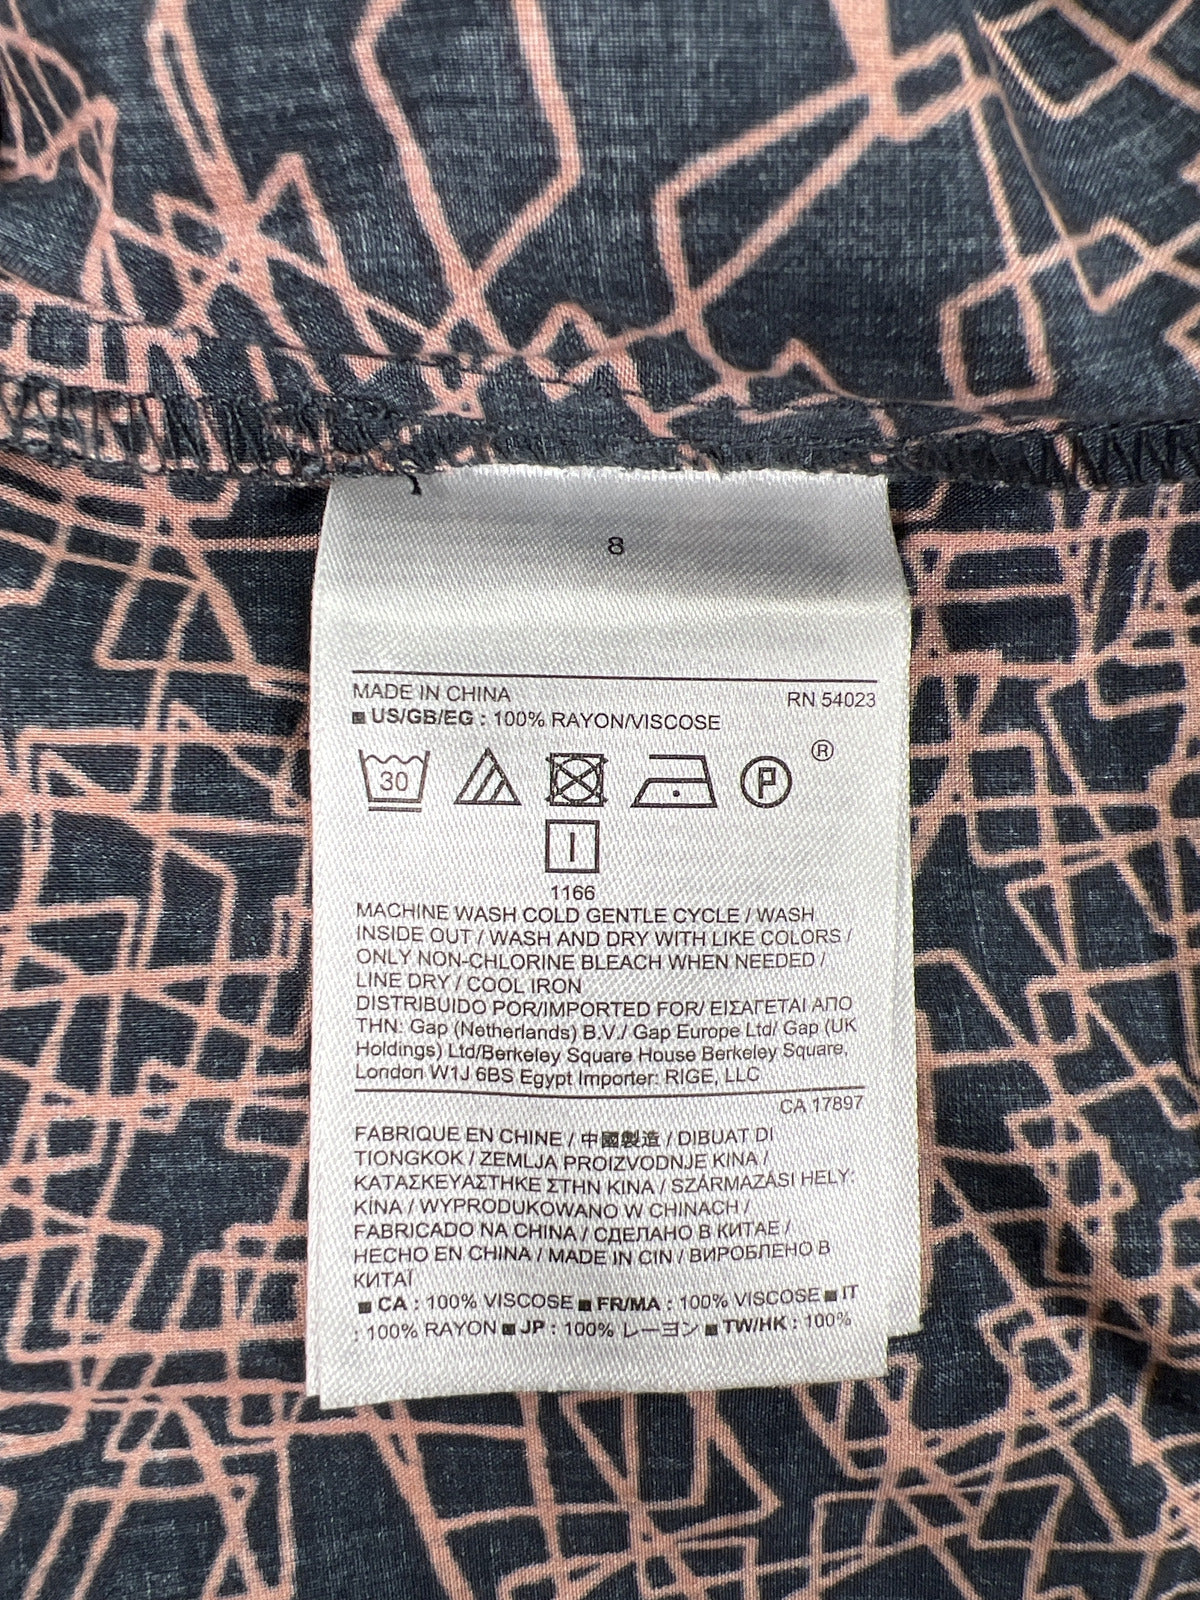 8
MADE IN CHINA RN 54023
■ US/GB/EG : 100% RAYON/VISCOSE
30 P ®
I
1166
MACHINE WASH COLD GENTLE CYCLE / WASH
INSIDE OUT / WASH AND DRY WITH LIKE COLORS /
ONLY NON-CHLORINE BLEACH WHEN NEEDED /
LINE DRY / COOL IRON
DISTRIBUIDO POR/IMPORTED FOR/ ΕΙΣΑΓΕΤΑΙ ΑΠΟ
ΤΗΝ: Gap (Netherlands) B.V./ Gap Europe Ltd/ Gap (UK
Holdings) Ltd/Berkeley Square House Berkeley Square,
London W1J 6BS Egypt Importer: RIGE, LLC
CA 17897
FABRIQUE EN CHINE / 中國製造 / DIBUAT DI
TIONGKOK / ZEMLJA PROIZVODNJE KINA /
ΚΑΤΑΣΚΕΥΑΣΤΗΚΕ ΣΤΗΝ ΚΙΝΑ / SZÁRMAZÁSI HELY:
KÍNA / WYPRODUKOWANO W CHINACH /
FABRICADO NA CHINA / СДЕЛАНО В КИТАЕ /
HECHO EN CHINA / MADE IN CIN / ВИРОБЛЕНО В
КИТАЇ
■ CA : 100% VISCOSE ■ FR/MA : 100% VISCOSE ■ IT
: 100% RAYON ■ JP : 100% レーヨン ■ TW/HK : 100%